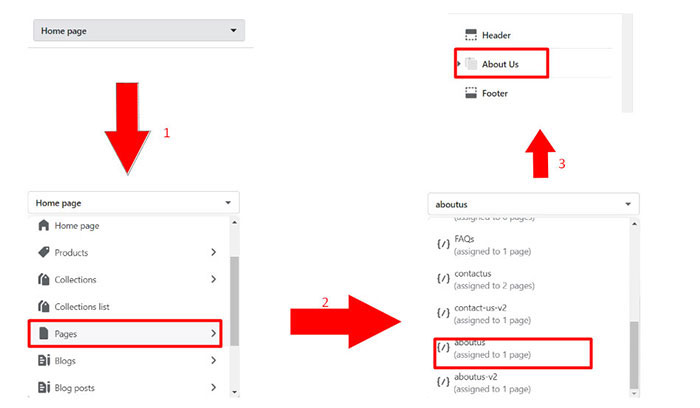 Home page
1
Home page
Home page
Products
Collections
Collections list
Pages
Blogs
Blog posts
2
aboutus
(assigned to 6 pages)
FAQs
(assigned to 1 page)
contactus
(assigned to 2 pages)
contact-us-v2
(assigned to 1 page)
aboutus
(assigned to 1 page)
aboutus-v2
(assigned to 1 page)
3
Header
About Us
Footer